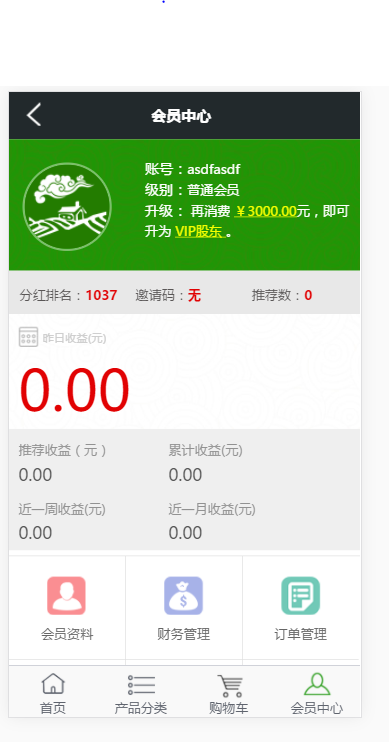 会员中心
账号：asdfasdf
级别：普通会员
升级： 再消费 ￥3000.00元，即可
升为 VIP股东 。
分红排名：1037 邀请码：无 推荐数：0
昨日收益(元)
0.00
推荐收益（元） 累计收益(元)
0.00 0.00
近一周收益(元) 近一月收益(元)
0.00 0.00
会员资料 财务管理 订单管理
首页 产品分类 购物车 会员中心